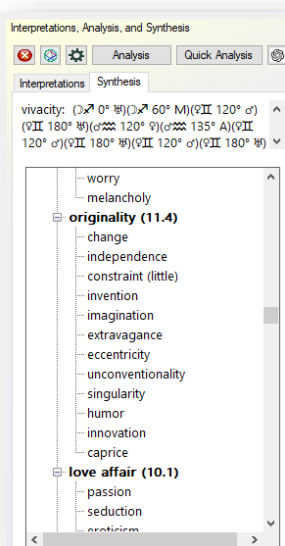 Interpretations, Analysis, and Synthesis
Analysis
Quick Analysis
Interpretations
Synthesis
vivacity: (☽♐ 0° ♅)(☽♐ 60° M)(♀♊ 120° ♂)
(♀♊ 180° ♅)(♂♒ 120° ♀)(♂♒ 135° A)(♀♊
120° ♂)(♀♊ 180° ♅)(♀♊ 120° ♂)(♀♊ 180° ♅)
worry
melancholy
originality (11.4)
change
independence
constraint (little)
invention
imagination
extravagance
eccentricity
unconventionality
singularity
humor
innovation
caprice
love affair (10.1)
passion
seduction
eroticism